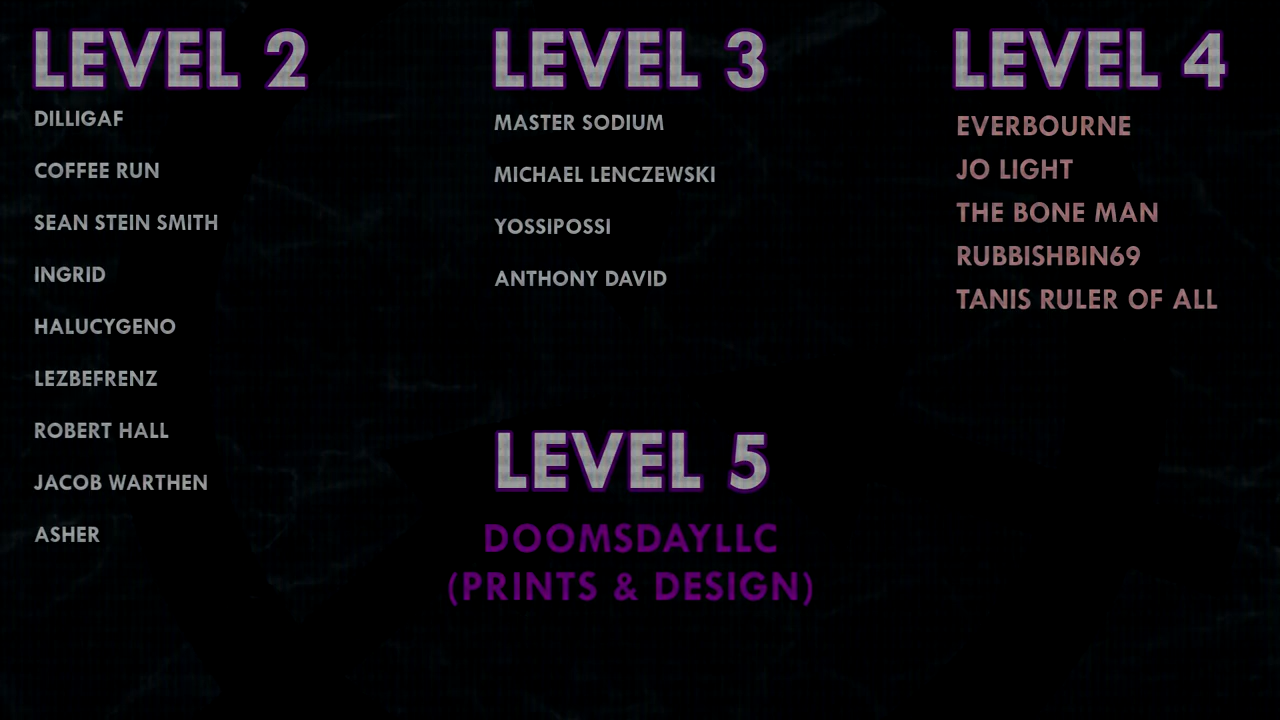 LEVEL 2
DILLIGAF
COFFEE RUN
SEAN STEIN SMITH
INGRID
HALUCYGENO
LEZBEFRENZ
ROBERT HALL
JACOB WARTHEN
ASHER
LEVEL 3
MASTER SODIUM
MICHAEL LENCZEWSKI
YOSSIPOSSI
ANTHONY DAVID
LEVEL 4
EVERBOURNE
JO LIGHT
THE BONE MAN
RUBBISHBIN69
TANIS RULER OF ALL
LEVEL 5
DOOMSDAYLLC
(PRINTS & DESIGN)